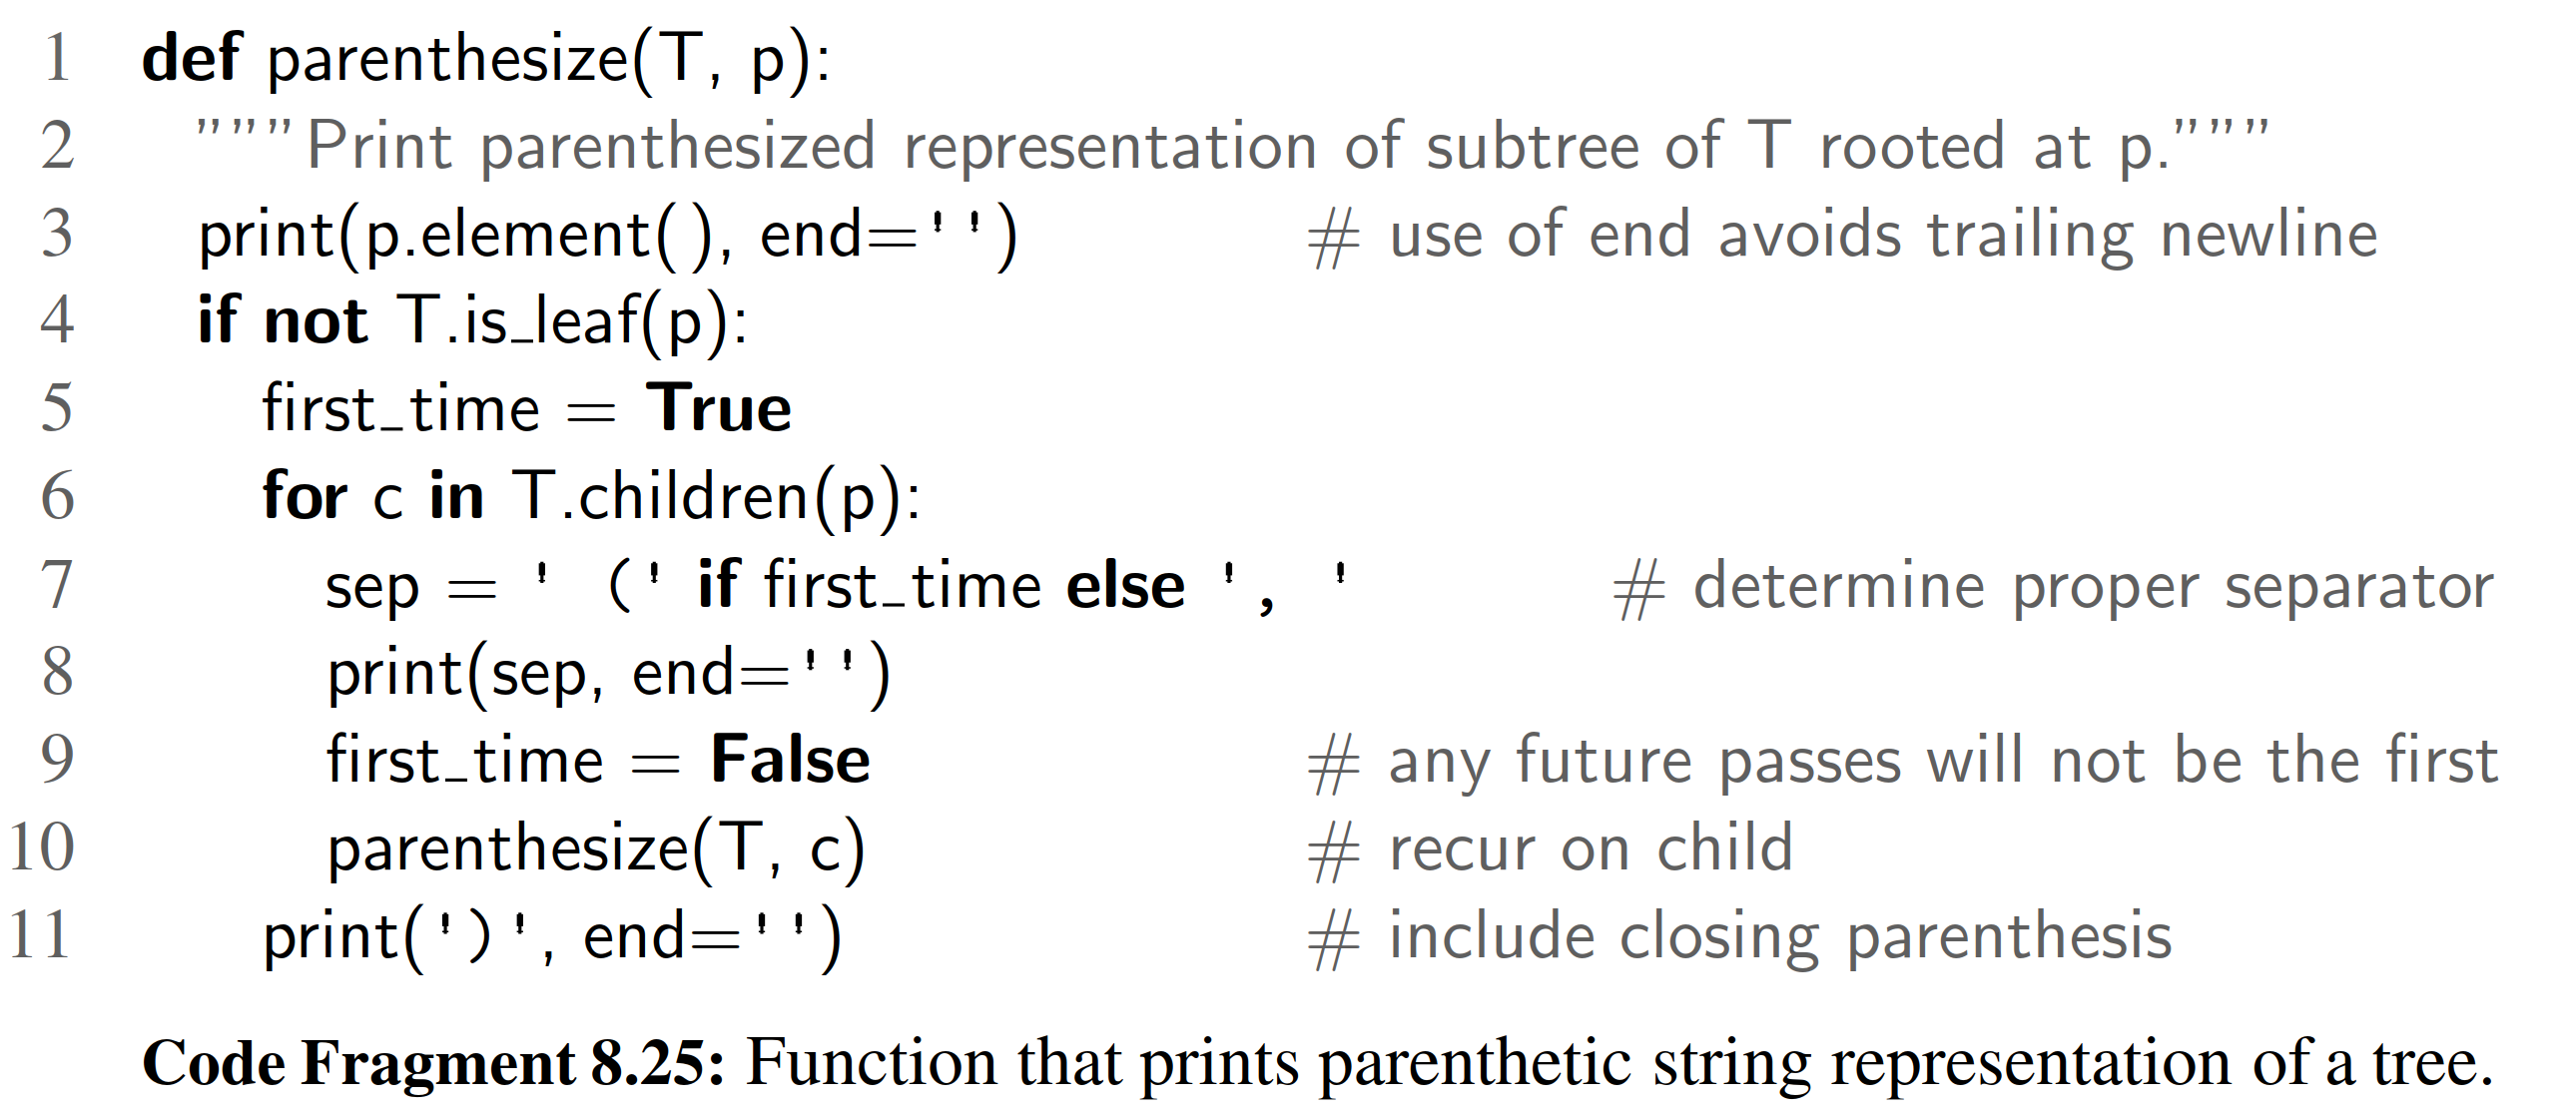 1 def parenthesize(T, p):
2 """Print parenthesized representation of subtree of T rooted at p."""
3 print(p.element(), end='') # use of end avoids trailing newline
4 if not T.is_leaf(p):
5 first_time = True
6 for c in T.children(p):
7 sep = ' (' if first_time else ', ' # determine proper separator
8 print(sep, end='')
9 first_time = False # any future passes will not be the first
10 parenthesize(T, c) # recur on child
11 print(')', end='') # include closing parenthesis
Code Fragment 8.25: Function that prints parenthetic string representation of a tree.